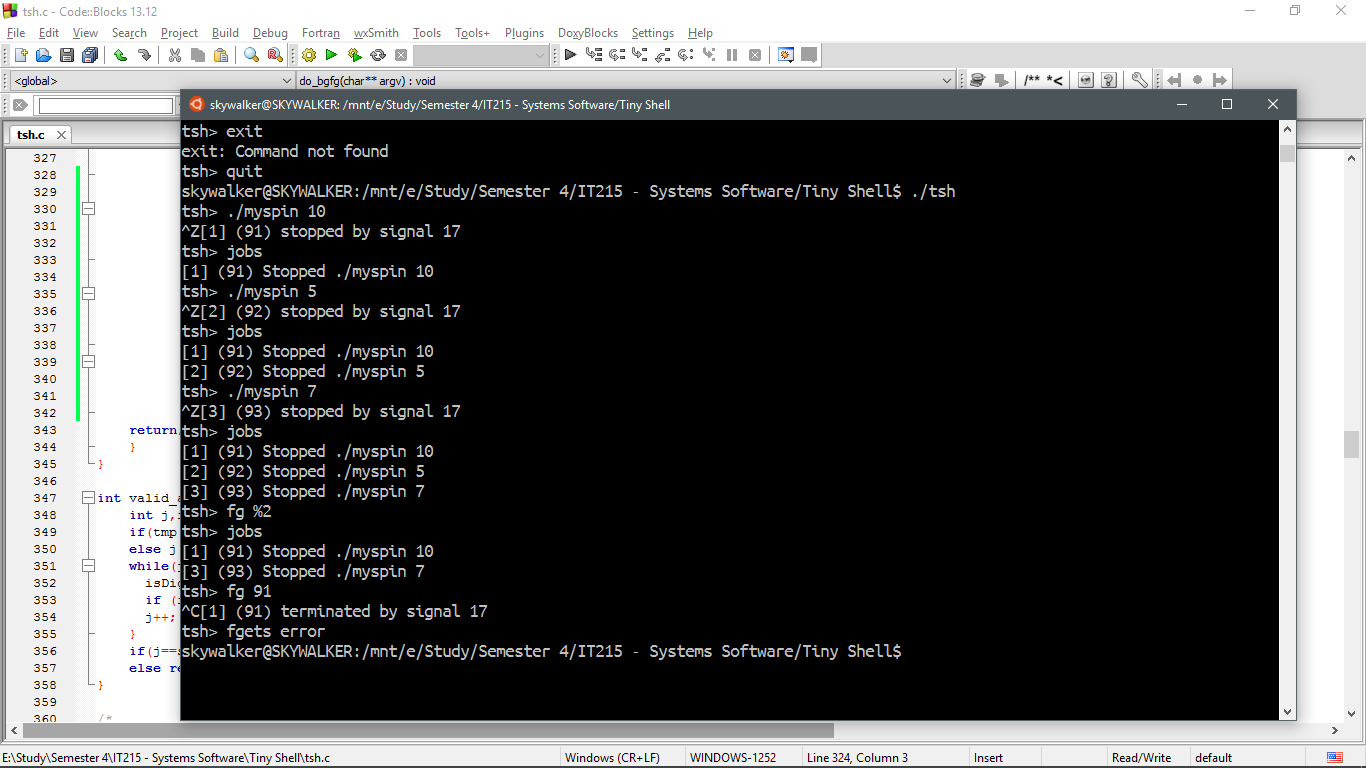 tsh.c - Code::Blocks 13.12
File Edit View Search Project Build Debug Fortran wxSmith Tools Tools+ Plugins DoxyBlocks Settings Help
<global> do_bgfg(char** argv) : void
/** *<
skywalker@SKYWALKER: /mnt/e/Study/Semester 4/IT215 - Systems Software/Tiny Shell
tsh.c
tsh> exit
exit: Command not found
tsh> quit
skywalker@SKYWALKER:/mnt/e/Study/Semester 4/IT215 - Systems Software/Tiny Shell$ ./tsh
tsh> ./myspin 10
^Z[1] (91) stopped by signal 17
tsh> jobs
[1] (91) Stopped ./myspin 10
tsh> ./myspin 5
^Z[2] (92) stopped by signal 17
tsh> jobs
[1] (91) Stopped ./myspin 10
[2] (92) Stopped ./myspin 5
tsh> ./myspin 7
^Z[3] (93) stopped by signal 17
tsh> jobs
[1] (91) Stopped ./myspin 10
[2] (92) Stopped ./myspin 5
[3] (93) Stopped ./myspin 7
tsh> fg %2
tsh> jobs
[1] (91) Stopped ./myspin 10
[3] (93) Stopped ./myspin 7
tsh> fg 91
^C[1] (91) terminated by signal 17
tsh> fgets error
skywalker@SKYWALKER:/mnt/e/Study/Semester 4/IT215 - Systems Software/Tiny Shell$
327
328
329
330
331
332
333
334
335
336
337
338
339
340
341
342
343 return
344 }
345 }
346
347 int valid_
348 int j,
349 if(tmp
350 else j
351 while(
352 isDi
353 if (
354 j++;
355 }
356 if(j==
357 else re
358 }
359
360 /*
E:\Study\Semester 4\IT215 - Systems Software\Tiny Shell\tsh.c Windows (CR+LF) WINDOWS-1252 Line 324, Column 3 Insert Read/Write default